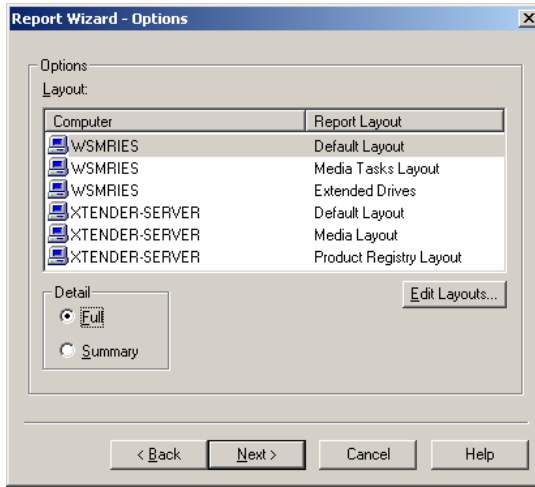 Report Wizard - Options
Options
Layout:
Computer Report Layout
WSMRIES Default Layout
WSMRIES Media Tasks Layout
WSMRIES Extended Drives
XTENDER-SERVER Default Layout
XTENDER-SERVER Media Layout
XTENDER-SERVER Product Registry Layout
Detail
Full
Summary
Edit Layouts...
< Back Next > Cancel Help